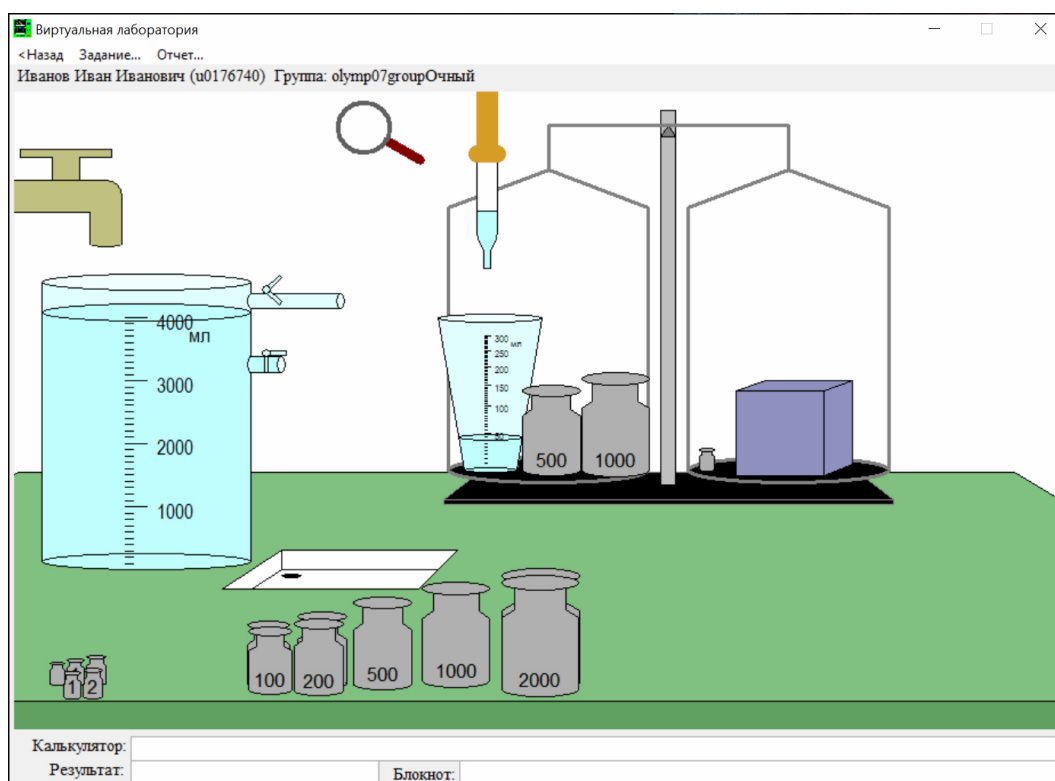 Виртуальная лаборатория
<Назад Задание... Отчет...
Иванов Иван Иванович (u0176740) Группа: olymp07groupОчный
4000
мл
3000
2000
1000
300 мл
250
200
150
100
50
500 1000
100 200 500 1000 2000
1 2
Калькулятор:
Результат: Блокнот: